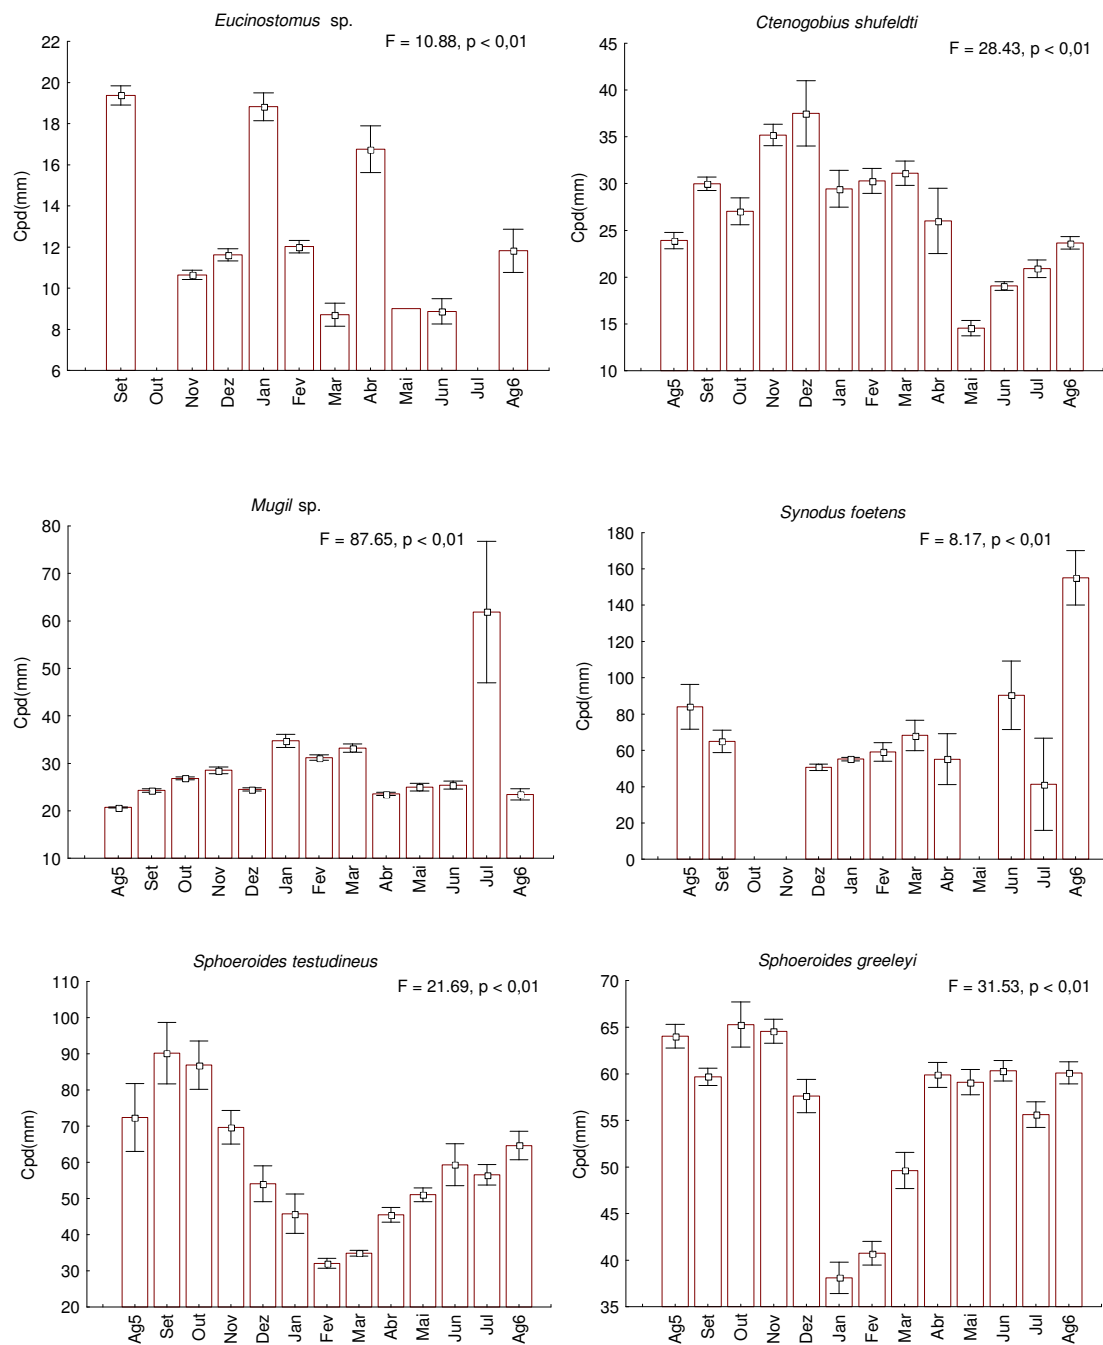 Eucinostomus sp.
F = 10.88, p < 0,01
Cpd(mm)
22
20
18
16
14
12
10
8
6
Set Out Nov Dez Jan Fev Mar Abr Mai Jun Jul Ag6
Ctenogobius shufeldti
F = 28.43, p < 0,01
Cpd(mm)
45
40
35
30
25
20
15
10
Ag5 Set Out Nov Dez Jan Fev Mar Abr Mai Jun Jul Ag6
Mugil sp.
F = 87.65, p < 0,01
Cpd(mm)
80
70
60
50
40
30
20
10
Ag5 Set Out Nov Dez Jan Fev Mar Abr Mai Jun Jul Ag6
Synodus foetens
F = 8.17, p < 0,01
Cpd(mm)
180
160
140
120
100
80
60
40
20
0
Ag5 Set Out Nov Dez Jan Fev Mar Abr Mai Jun Jul Ag6
Sphoeroides testudineus
F = 21.69, p < 0,01
Cpd(mm)
110
100
90
80
70
60
50
40
30
20
Ag5 Set Out Nov Dez Jan Fev Mar Abr Mai Jun Jul Ag6
Sphoeroides greeleyi
F = 31.53, p < 0,01
Cpd(mm)
70
65
60
55
50
45
40
35
Ag5 Set Out Nov Dez Jan Fev Mar Abr Mai Jun Jul Ag6